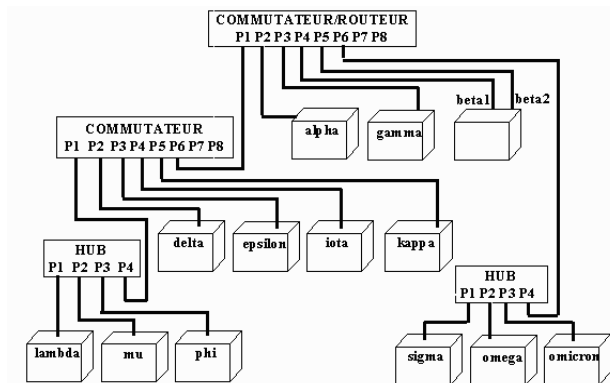 COMMUTATEUR/ROUTEUR
P1 P2 P3 P4 P5 P6 P7 P8
beta1 beta2
alpha gamma
COMMUTATEUR
P1 P2 P3 P4 P5 P6 P7 P8
delta epsilon iota kappa
HUB
P1 P2 P3 P4
HUB
P1 P2 P3 P4
lambda mu phi
sigma omega omicron